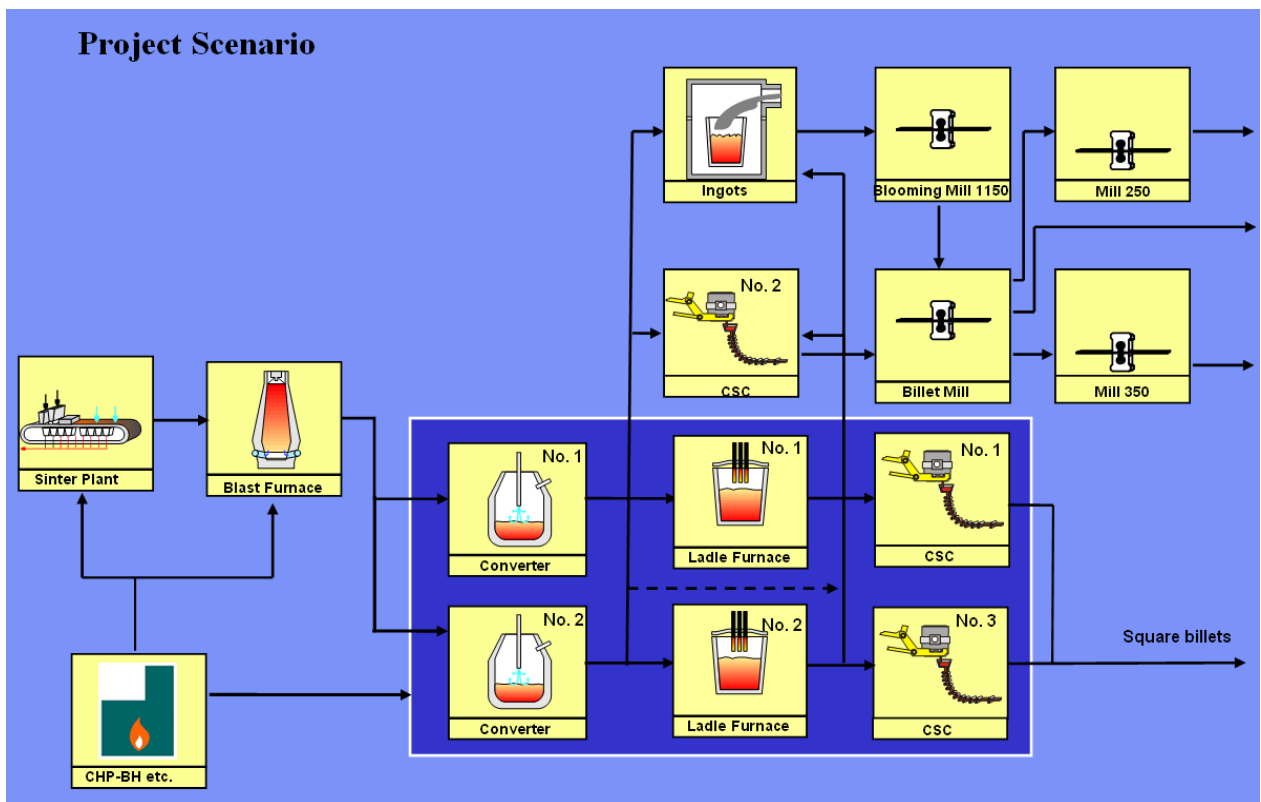 Project Scenario
Ingots
Blooming Mill 1150
Mill 250
No. 2
CSC
Billet Mill
Mill 350
Sinter Plant
Blast Furnace
No. 1
Converter
No. 1
Ladle Furnace
No. 1
CSC
No. 2
Converter
No. 2
Ladle Furnace
No. 3
CSC
Square billets
CHP-BH etc.